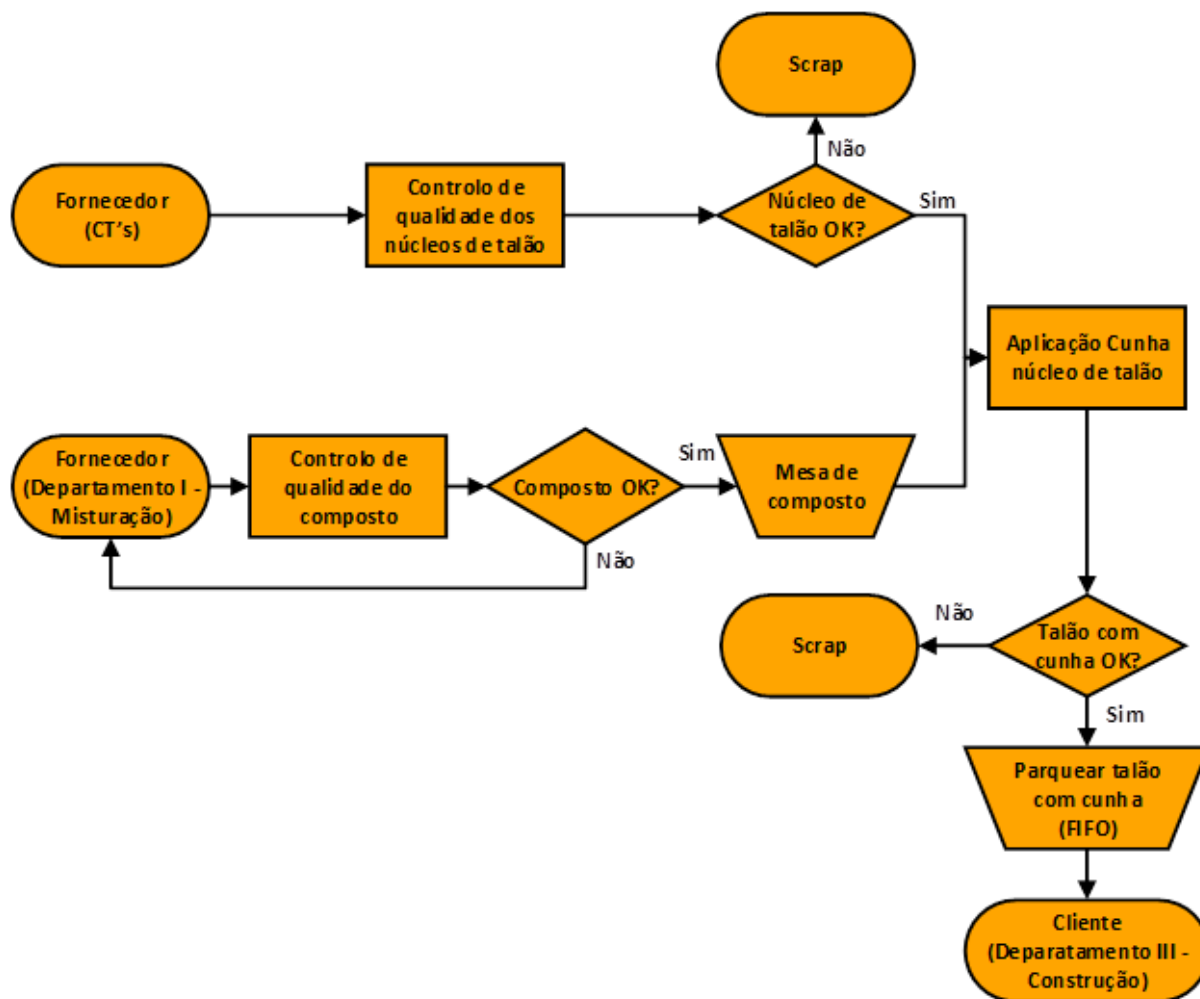 Scrap
Não
Fornecedor
(CT's)
Controlo de
qualidade dos
núcleos de talão
Núcleo de
talão OK?
Sim
Aplicação Cunha
núcleo de talão
Fornecedor
(Departamento I -
Misturação)
Controlo de
qualidade do
composto
Composto OK?
Sim
Não
Mesa de
composto
Scrap
Não
Talão com
cunha OK?
Sim
Parquear talão
com cunha
(FIFO)
Cliente
(Deparatamento III -
Construção)